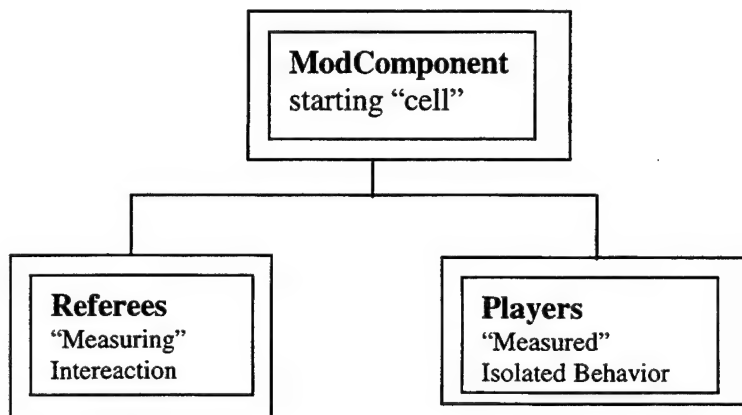 ModComponent
starting “cell”
Referees
“Measuring”
Intereaction
Players
“Measured”
Isolated Behavior